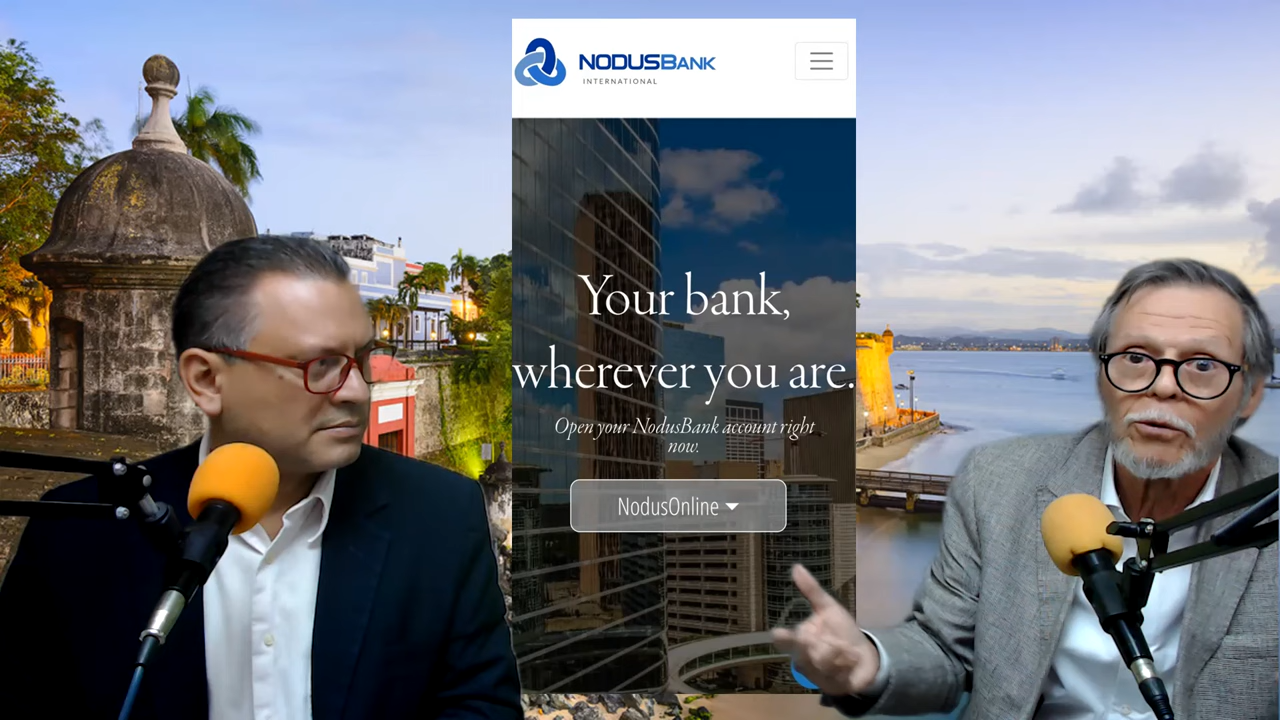 NODUSBANK
INTERNATIONAL
Your bank,
wherever you are.
Open your NodusBank account right
now.
NodusOnline